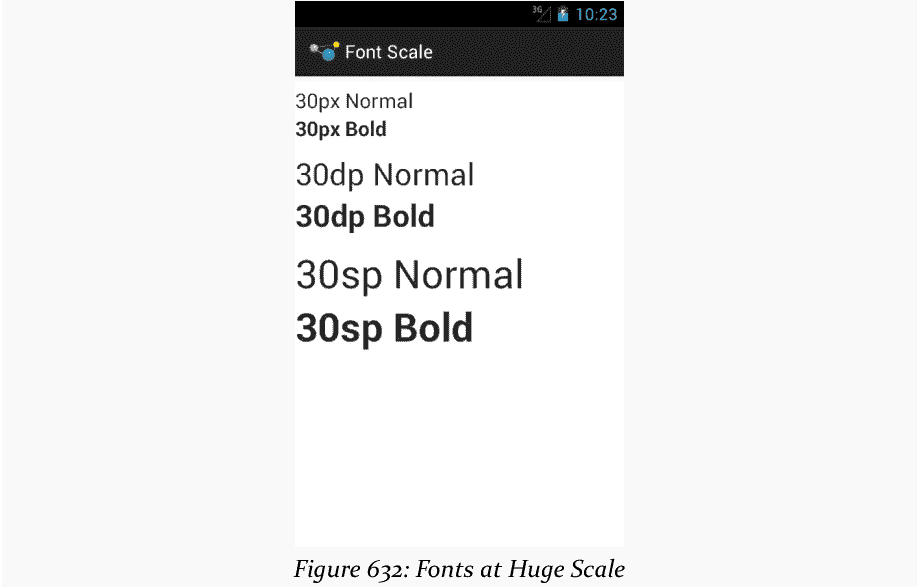 3G 10:23
Font Scale
30px Normal
30px Bold
30dp Normal
30dp Bold
30sp Normal
30sp Bold
Figure 632: Fonts at Huge Scale